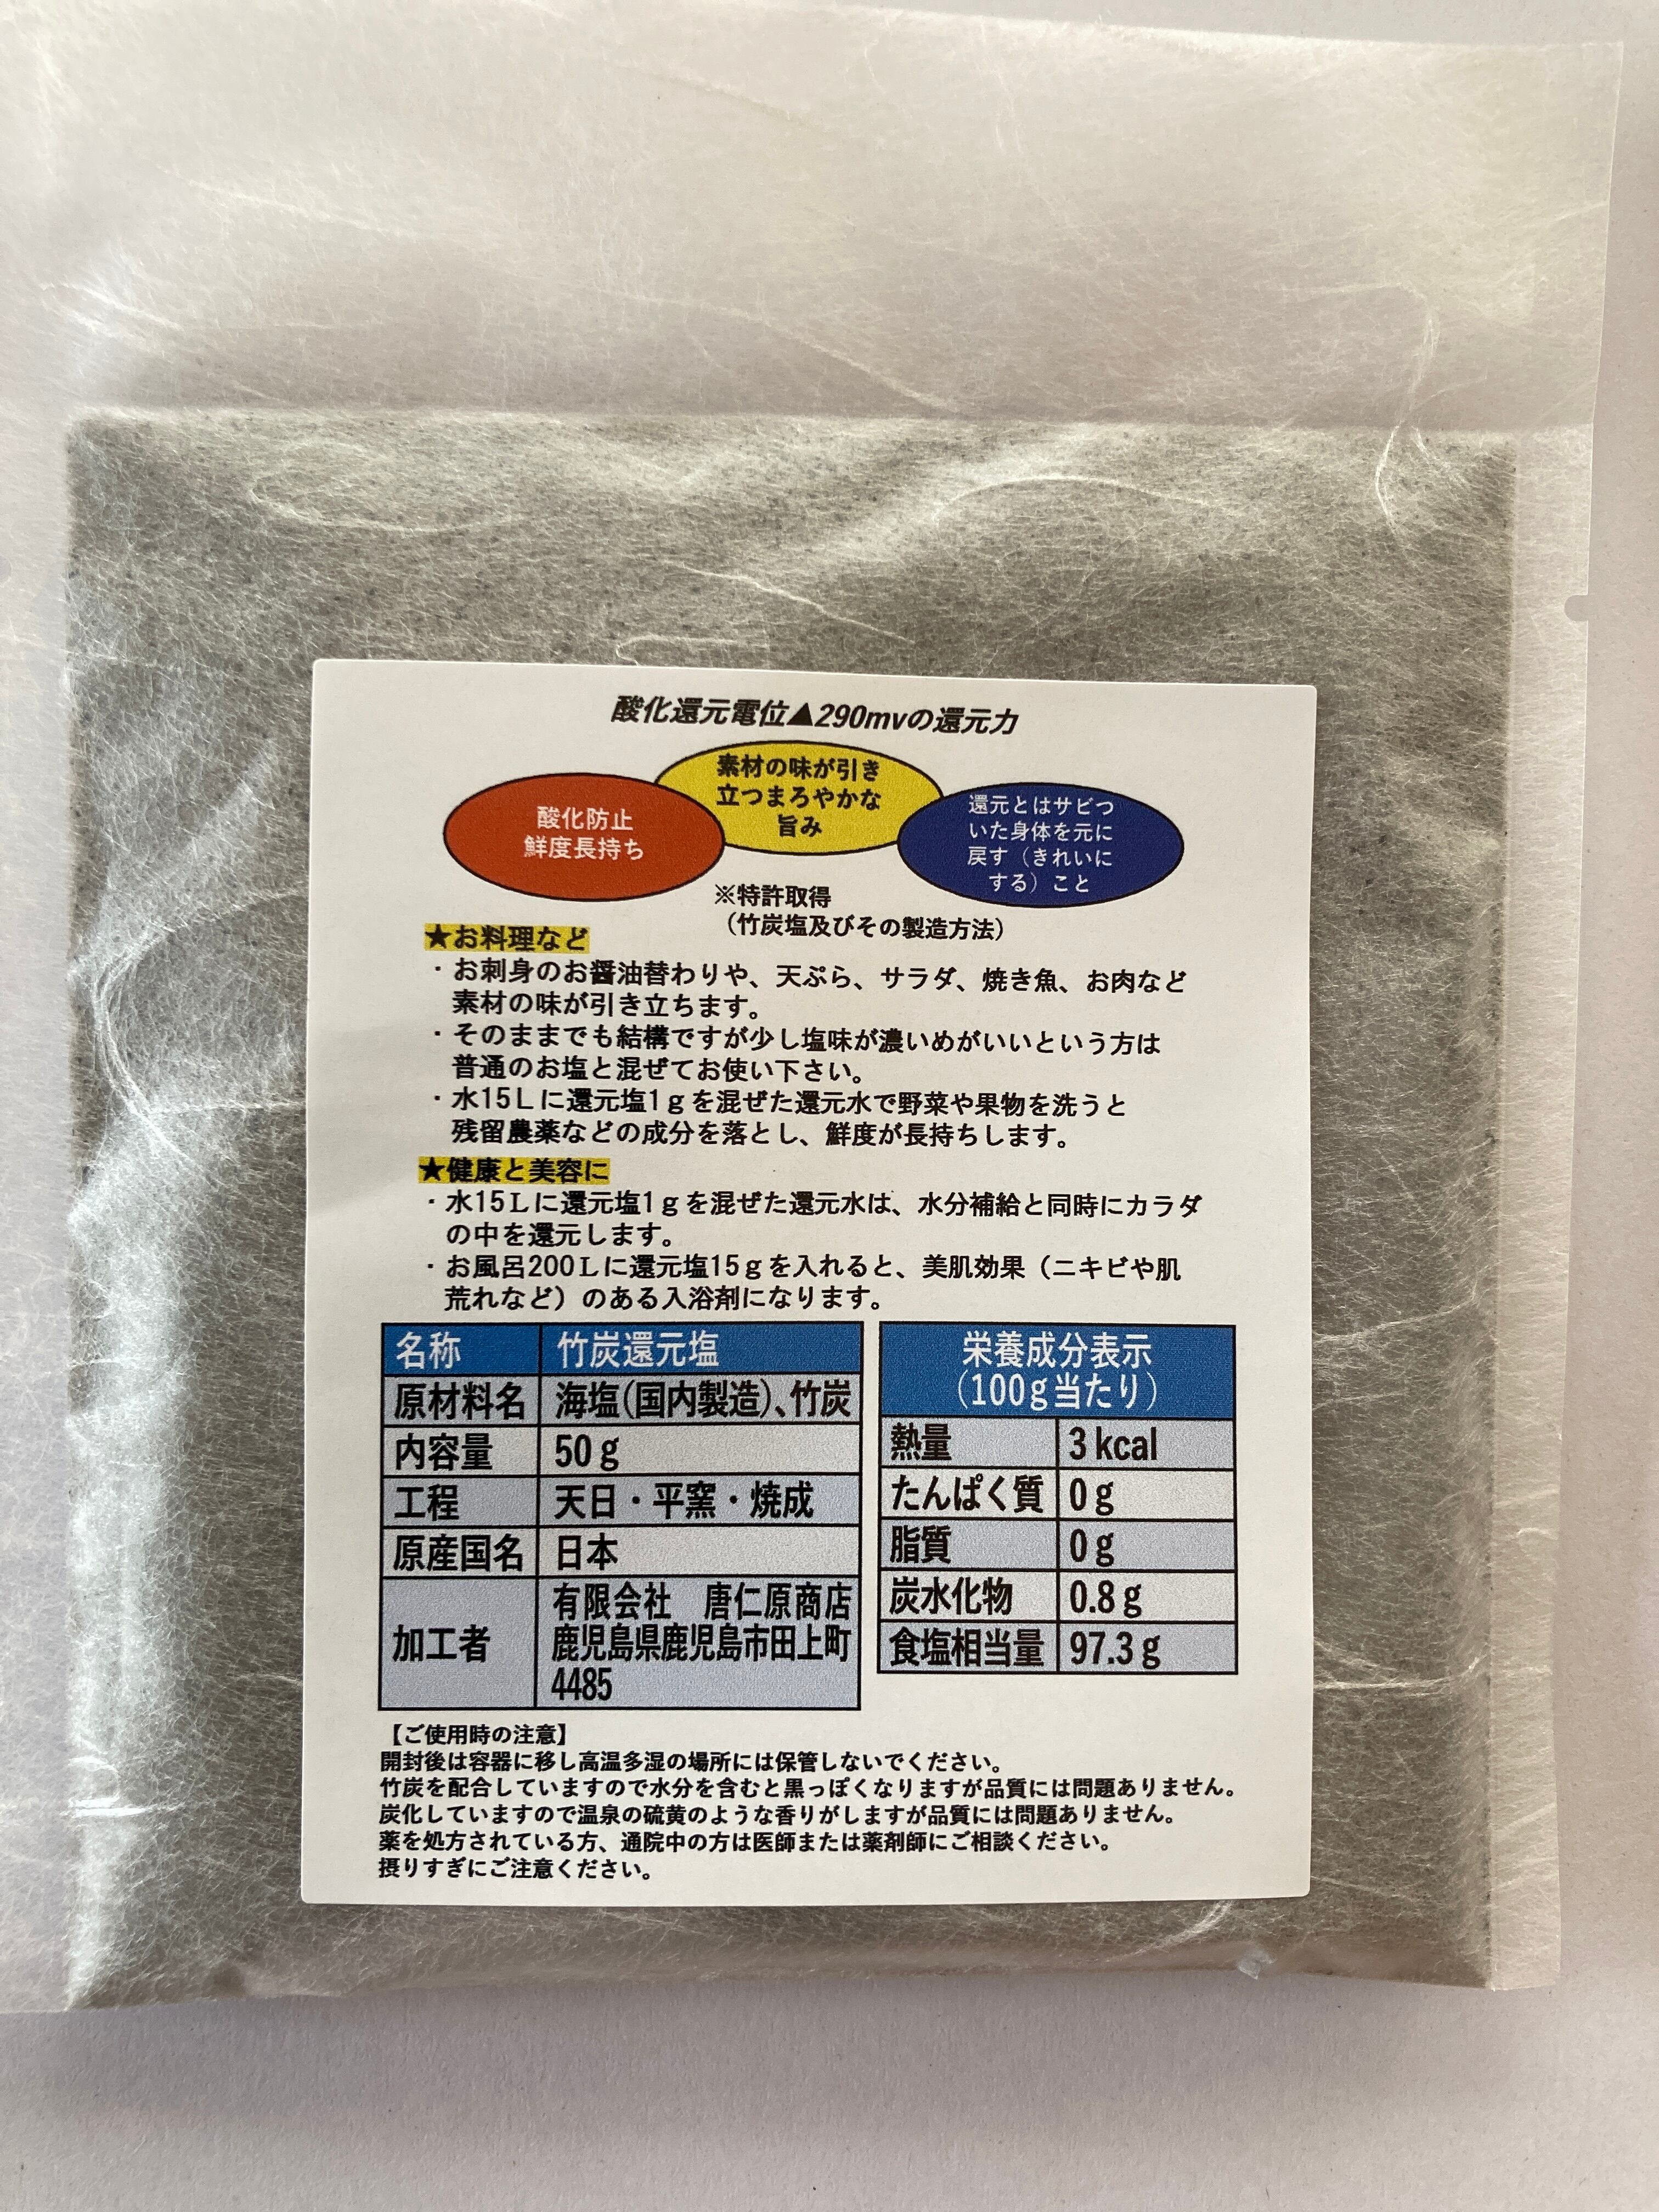 酸化還元電位▲290mvの還元力
酸化防止
鮮度長持ち
素材の味が引き
立つまろやかな
旨み
還元とはサビつ
いた身体を元に
戻す（きれいに
する）こと
※特許取得
（竹炭塩及びその製造方法）
★お料理など
・お刺身のお醤油替わりや、天ぷら、サラダ、焼き魚、お肉など
素材の味が引き立ちます。
・そのままでも結構ですが少し塩味が濃いめがいいという方は
普通のお塩と混ぜてお使い下さい。
・水15Lに還元塩1gを混ぜた還元水で野菜や果物を洗うと
残留農薬などの成分を落とし、鮮度が長持ちします。
★健康と美容に
・水15Lに還元塩1gを混ぜた還元水は、水分補給と同時にカラダ
の中を還元します。
・お風呂200Lに還元塩15gを入れると、美肌効果（ニキビや肌
荒れなど）のある入浴剤になります。
名称 竹炭還元塩
原材料名 海塩(国内製造)、竹炭
内容量 50g
工程 天日・平窯・焼成
原産国名 日本
加工者 有限会社　唐仁原商店
鹿児島県鹿児島市田上町
4485
栄養成分表示
（100g当たり）
熱量 3kcal
たんぱく質 0g
脂質 0g
炭水化物 0.8g
食塩相当量 97.3g
【ご使用時の注意】
開封後は容器に移し高温多湿の場所には保管しないでください。
竹炭を配合していますので水分を含むと黒っぽくなりますが品質には問題ありません。
炭化していますので温泉の硫黄のような香りがしますが品質には問題ありません。
薬を処方されている方、通院中の方は医師または薬剤師にご相談ください。
摂りすぎにご注意ください。